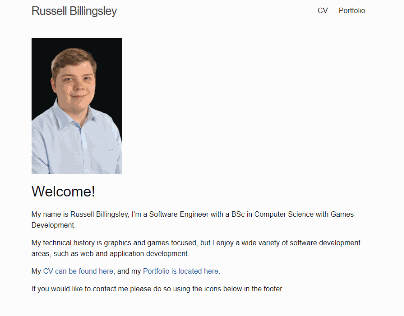 Russell Billingsley
CV Portfolio
Welcome!
My name is Russell Billingsley, I'm a Software Engineer with a BSc in Computer Science with Games
Development.
My technical history is graphics and games focused, but I enjoy a wide variety of software development
areas, such as web and application development.
My CV can be found here, and my Portfolio is located here.
If you would like to contact me please do so using the icons below in the footer